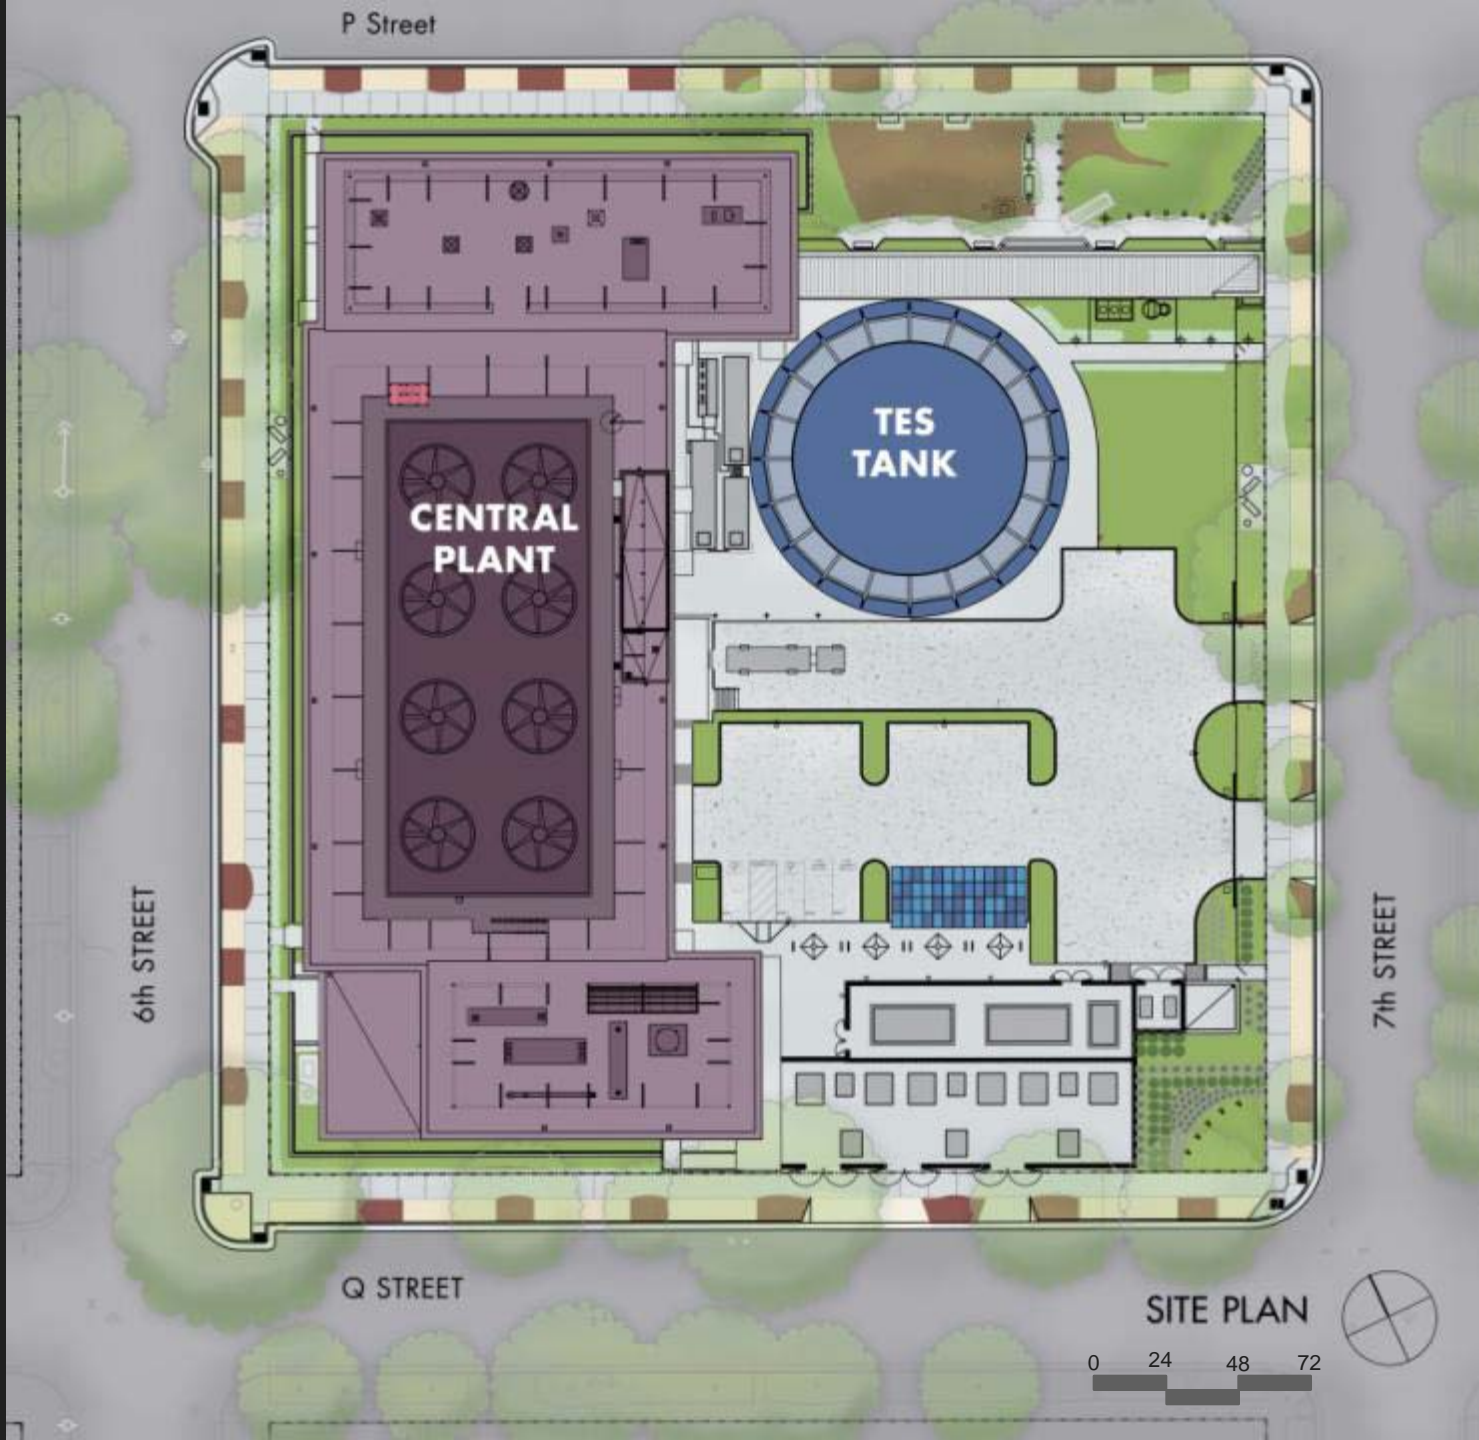 P Street
TES
TANK
CENTRAL
PLANT
6th STREET
7th STREET
Q STREET
SITE PLAN
0 24 48 72